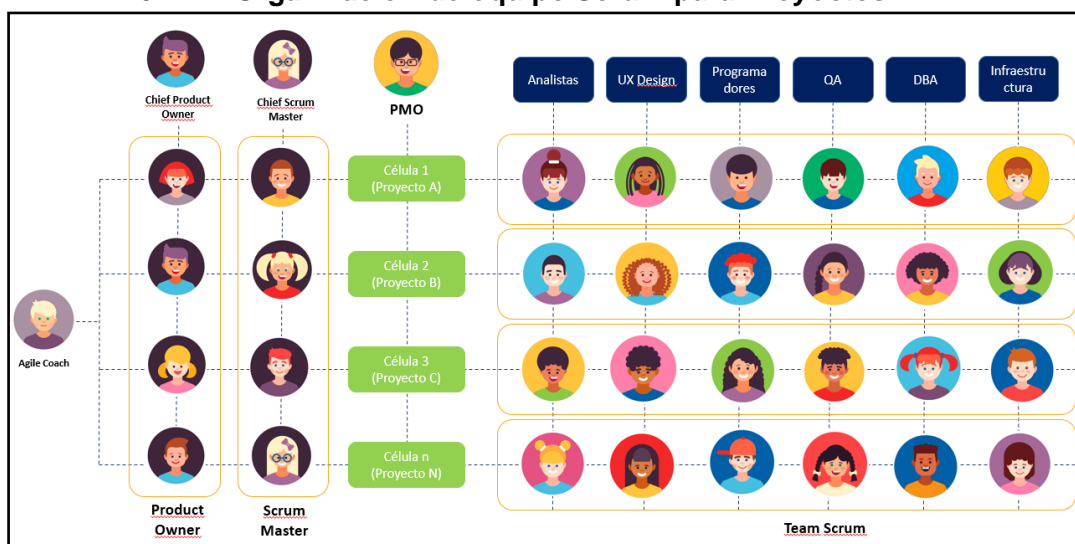 Chief Product
Owner
Chief Scrum
Master
PMO
Analistas
UX Design
Programa
dores
QA
DBA
Infraestru
ctura
Célula 1
(Proyecto A)
Célula 2
(Proyecto B)
Agile Coach
Célula 3
(Proyecto C)
Célula n
(Proyecto N)
Product
Owner
Scrum
Master
Team Scrum